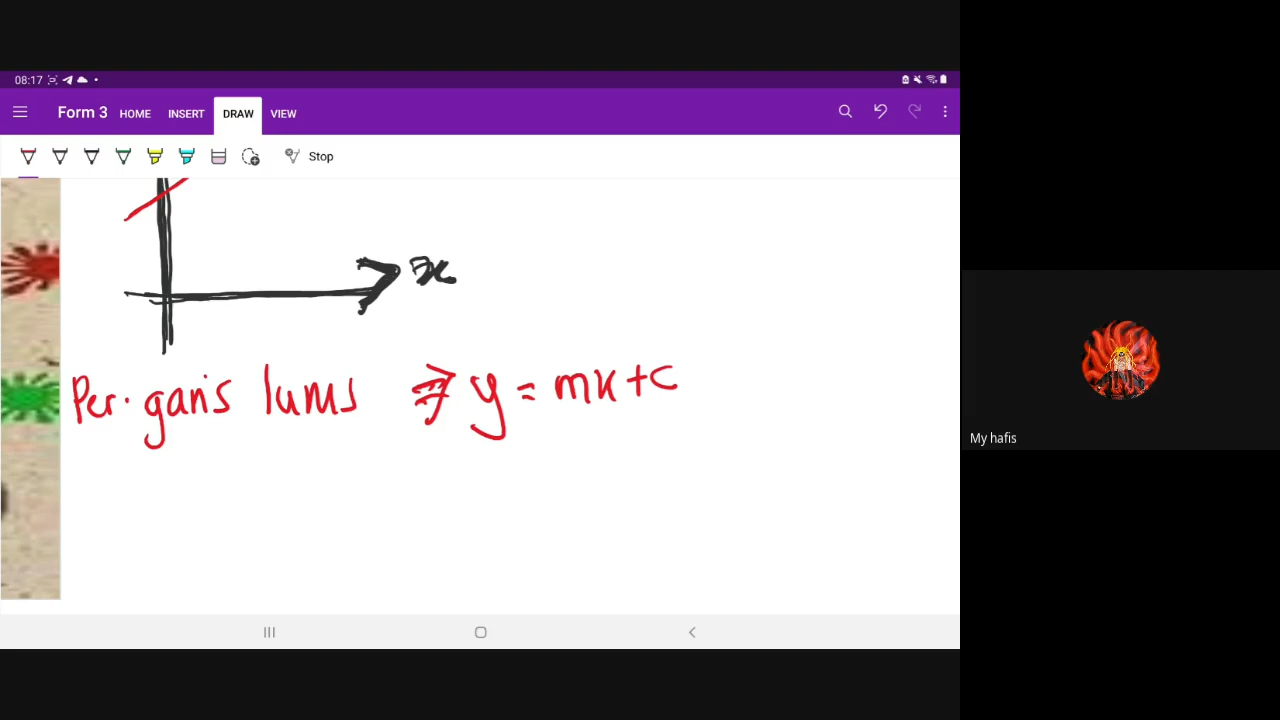 08:17
Form 3 HOME INSERT DRAW VIEW
Stop
x
Per. garis lurus ⇒ y = mx + c
My hafis